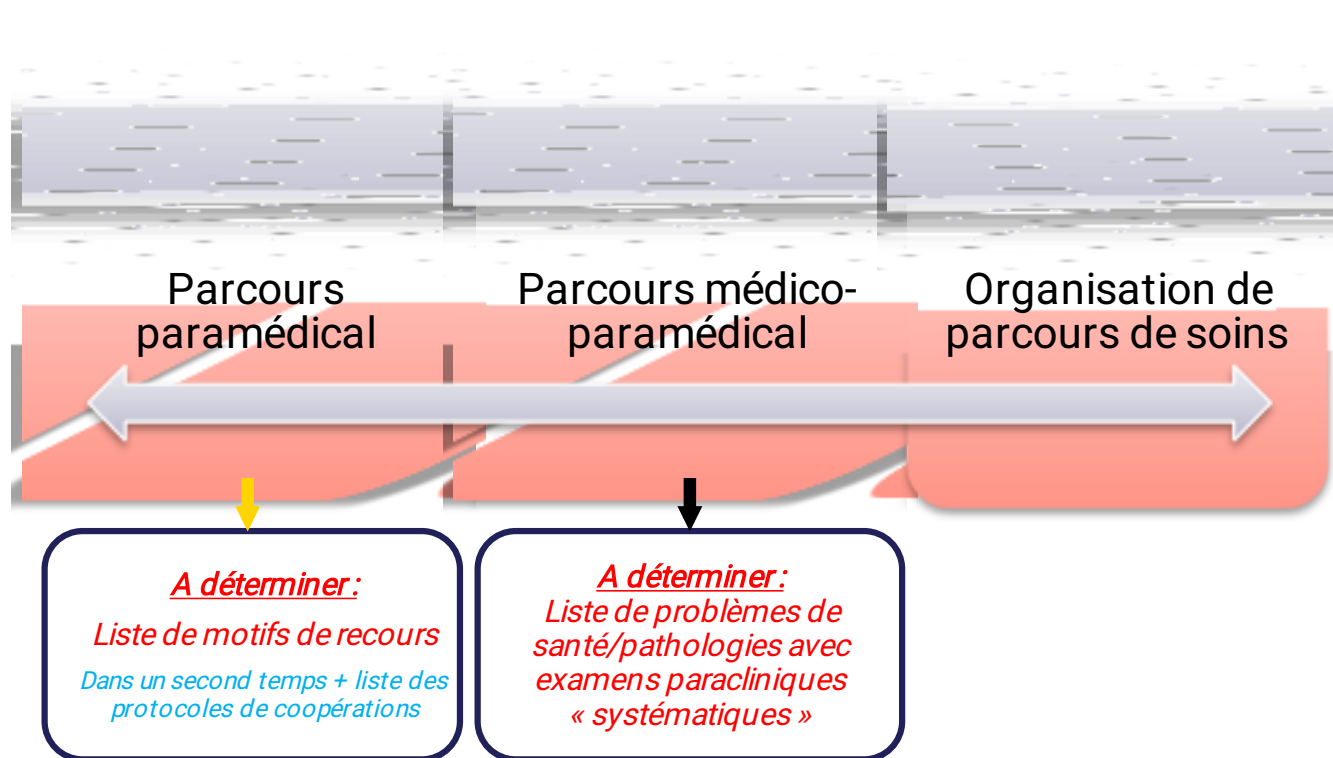 Parcours
paramédical
Parcours médico-
paramédical
Organisation de
parcours de soins
A déterminer :
Liste de motifs de recours
Dans un second temps + liste des
protocoles de coopérations
A déterminer :
Liste de problèmes de
santé/pathologies avec
examens paracliniques
« systématiques »